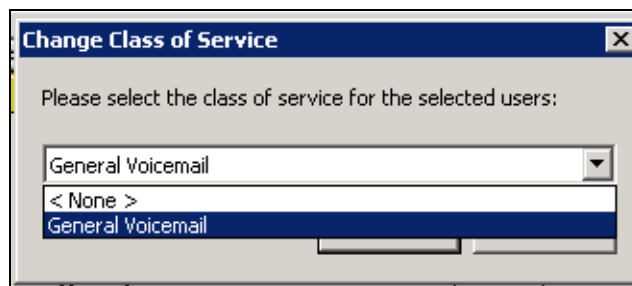 Change Class of Service
Please select the class of service for the selected users:
General Voicemail
< None >
General Voicemail